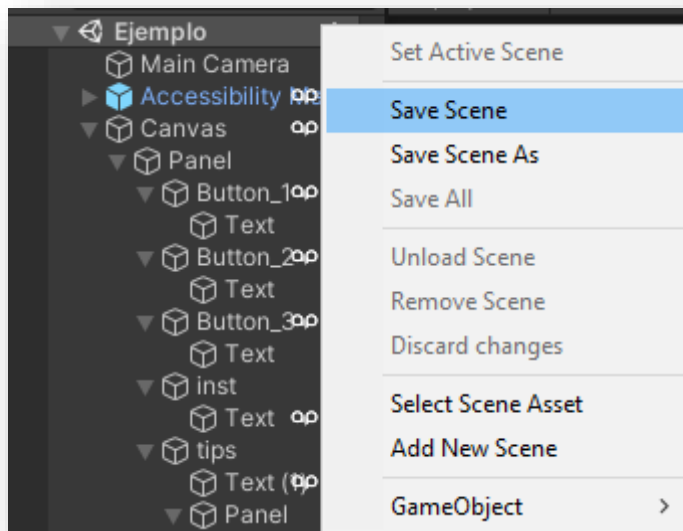 Ejemplo
Main Camera
Accessibility
Canvas
Panel
Button_1
Text
Button_2
Text
Button_3
Text
inst
Text
tips
Text (1)
Panel
Set Active Scene
Save Scene
Save Scene As
Save All
Unload Scene
Remove Scene
Discard changes
Select Scene Asset
Add New Scene
GameObject